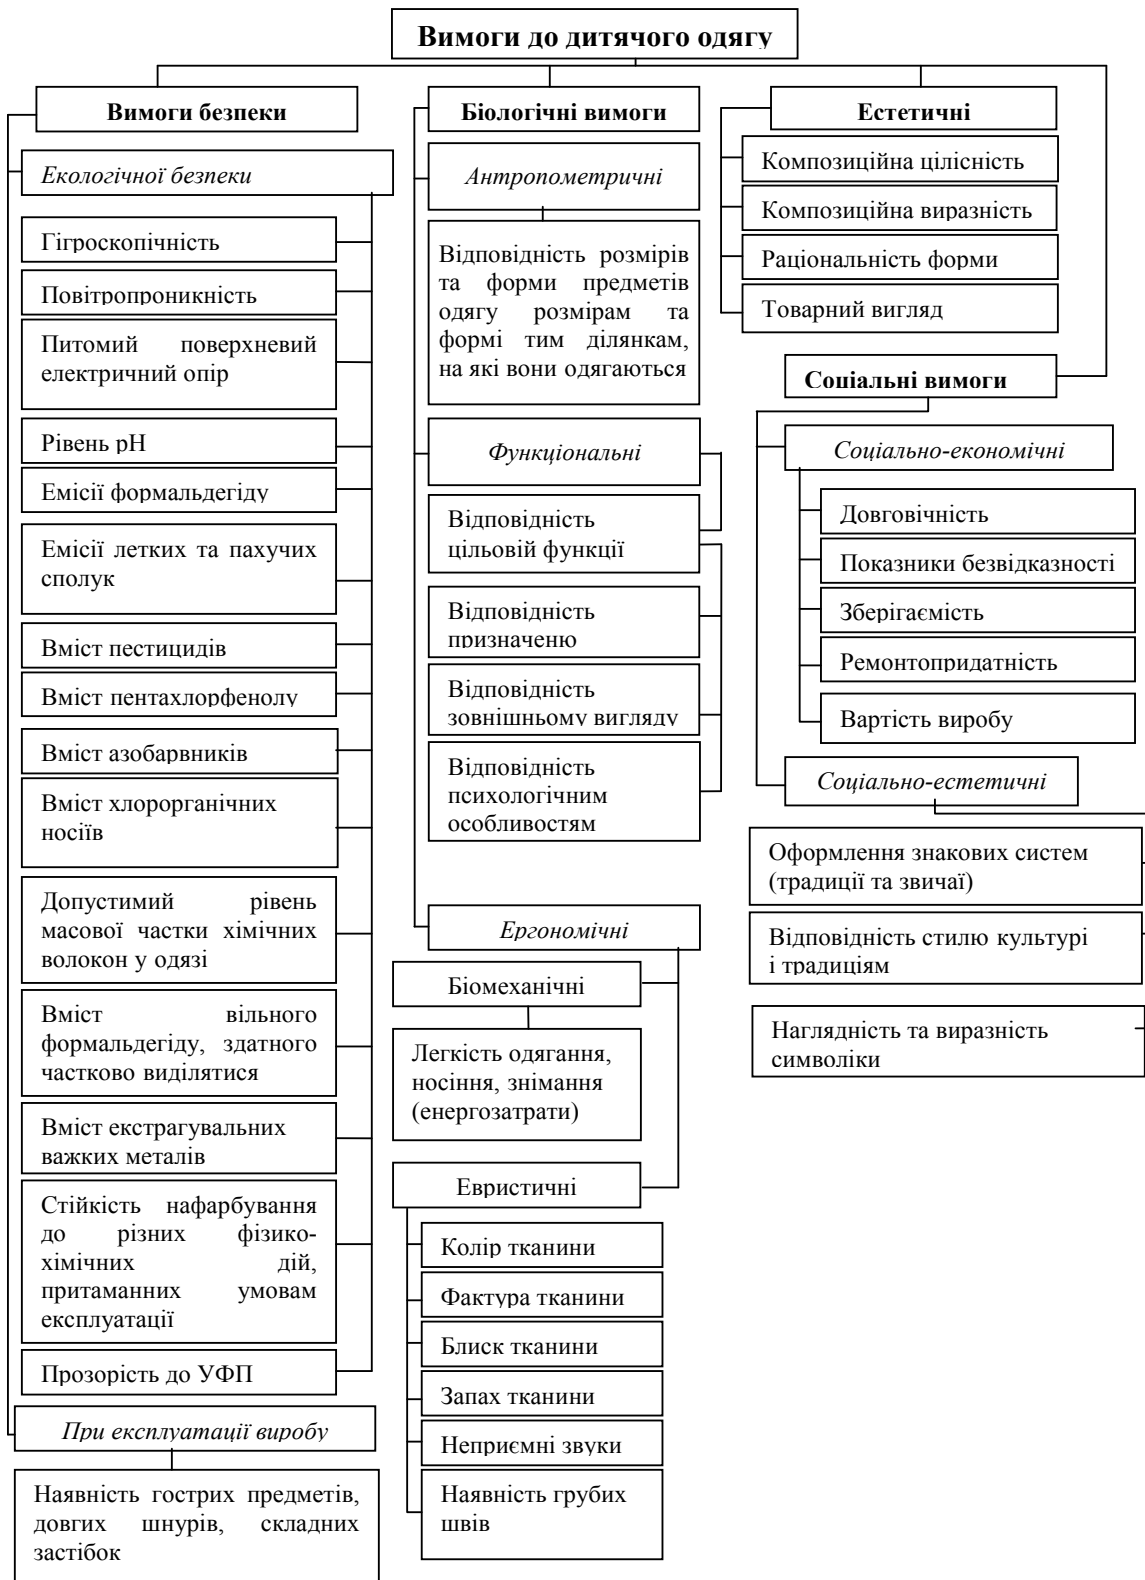 Вимоги до дитячого одягу
Вимоги безпеки
Екологічної безпеки
Гігроскопічність
Повітропроникність
Питомий поверхневий
електричний опір
Рівень рН
Емісії формальдегіду
Емісії летких та пахучих
сполук
Вміст пестицидів
Вміст пентахлорфенолу
Вміст азобарвників
Вміст хлорорганічних
носіїв
Допустимий рівень
масової частки хімічних
волокон у одязі
Вміст вільного
формальдегіду, здатного
частково виділятися
Вміст екстрагувальних
важких металів
Стійкість нафарбування
до різних фізико-
хімічних дій,
притаманних умовам
експлуатації
Прозорість до УФП
При експлуатації виробу
Наявність гострих предметів,
довгих шнурів, складних
застібок
Біологічні вимоги
Антропометричні
Відповідність розмірів
та форми предметів
одягу розмірам та
формі тим ділянкам,
на які вони одягаються
Функціональні
Відповідність
цільовій функції
Відповідність
призначеню
Відповідність
зовнішньому вигляду
Відповідність
психологічним
особливостям
Ергономічні
Біомеханічні
Легкість одягання,
носіння, знімання
(енергозатрати)
Евристичні
Колір тканини
Фактура тканини
Блиск тканини
Запах тканини
Неприємні звуки
Наявність грубих
швів
Естетичні
Композиційна цілісність
Композиційна виразність
Раціональність форми
Товарний вигляд
Соціальні вимоги
Соціально-економічні
Довговічність
Показники безвідказності
Зберігаємість
Ремонтопридатність
Вартість виробу
Соціально-естетичні
Оформлення знакових систем
(традиції та звичаї)
Відповідність стилю культурі
і традиціям
Наглядність та виразність
символіки